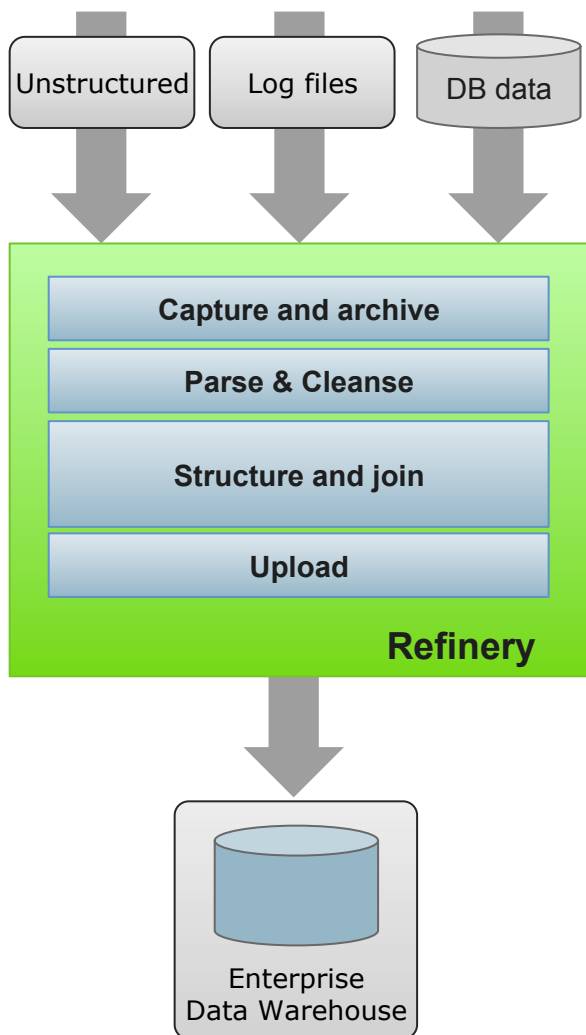 Unstructured
Log files
DB data
Capture and archive
Parse & Cleanse
Structure and join
Upload
Refinery
Enterprise
Data Warehouse